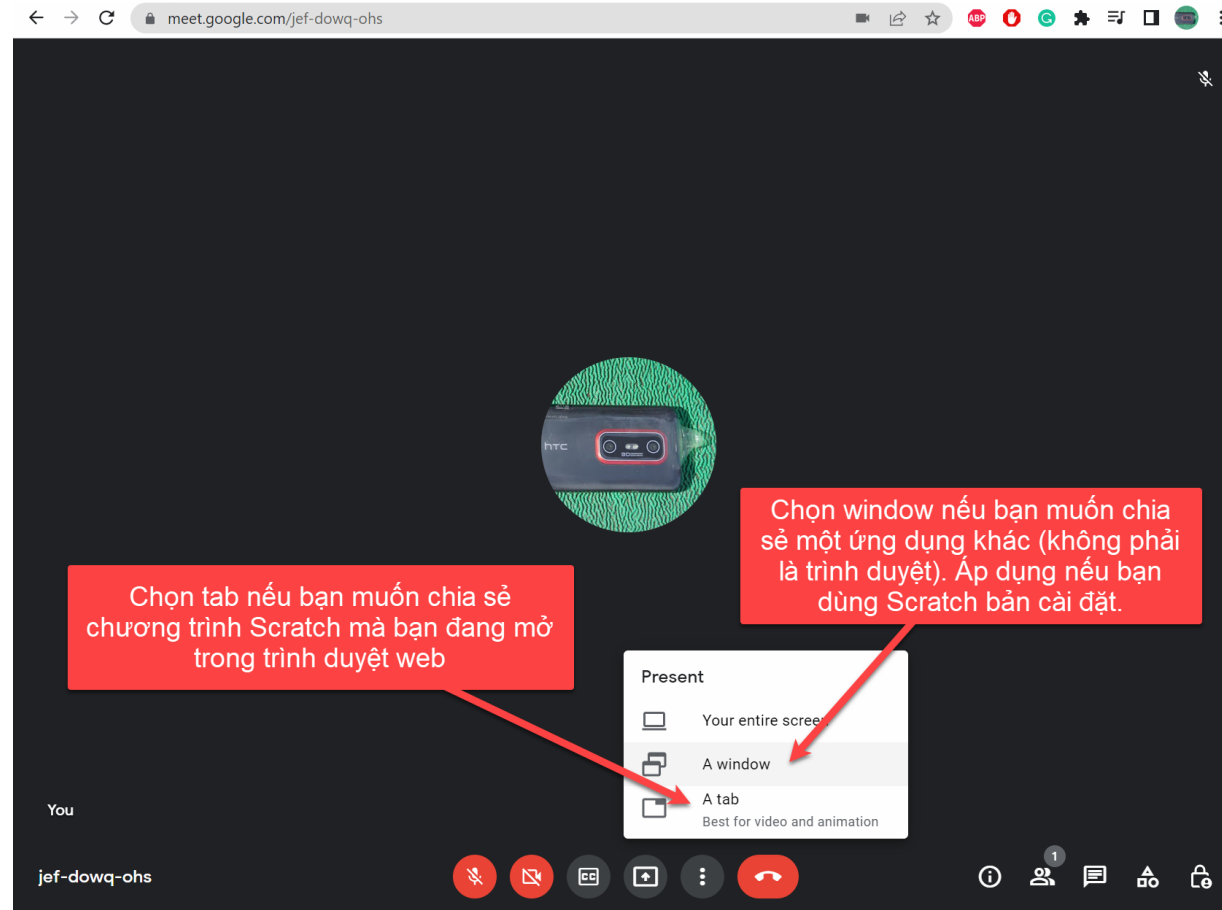 meet.google.com/jef-dowq-ohs
ABP
G
hTC
Chọn window nếu bạn muốn chia
sẻ một ứng dụng khác (không phải
là trình duyệt). Áp dụng nếu bạn
dùng Scratch bản cài đặt.
Chọn tab nếu bạn muốn chia sẻ
chương trình Scratch mà bạn đang mở
trong trình duyệt web
Present
Your entire screen
A window
A tab
Best for video and animation
You
jef-dowq-ohs
CC
1